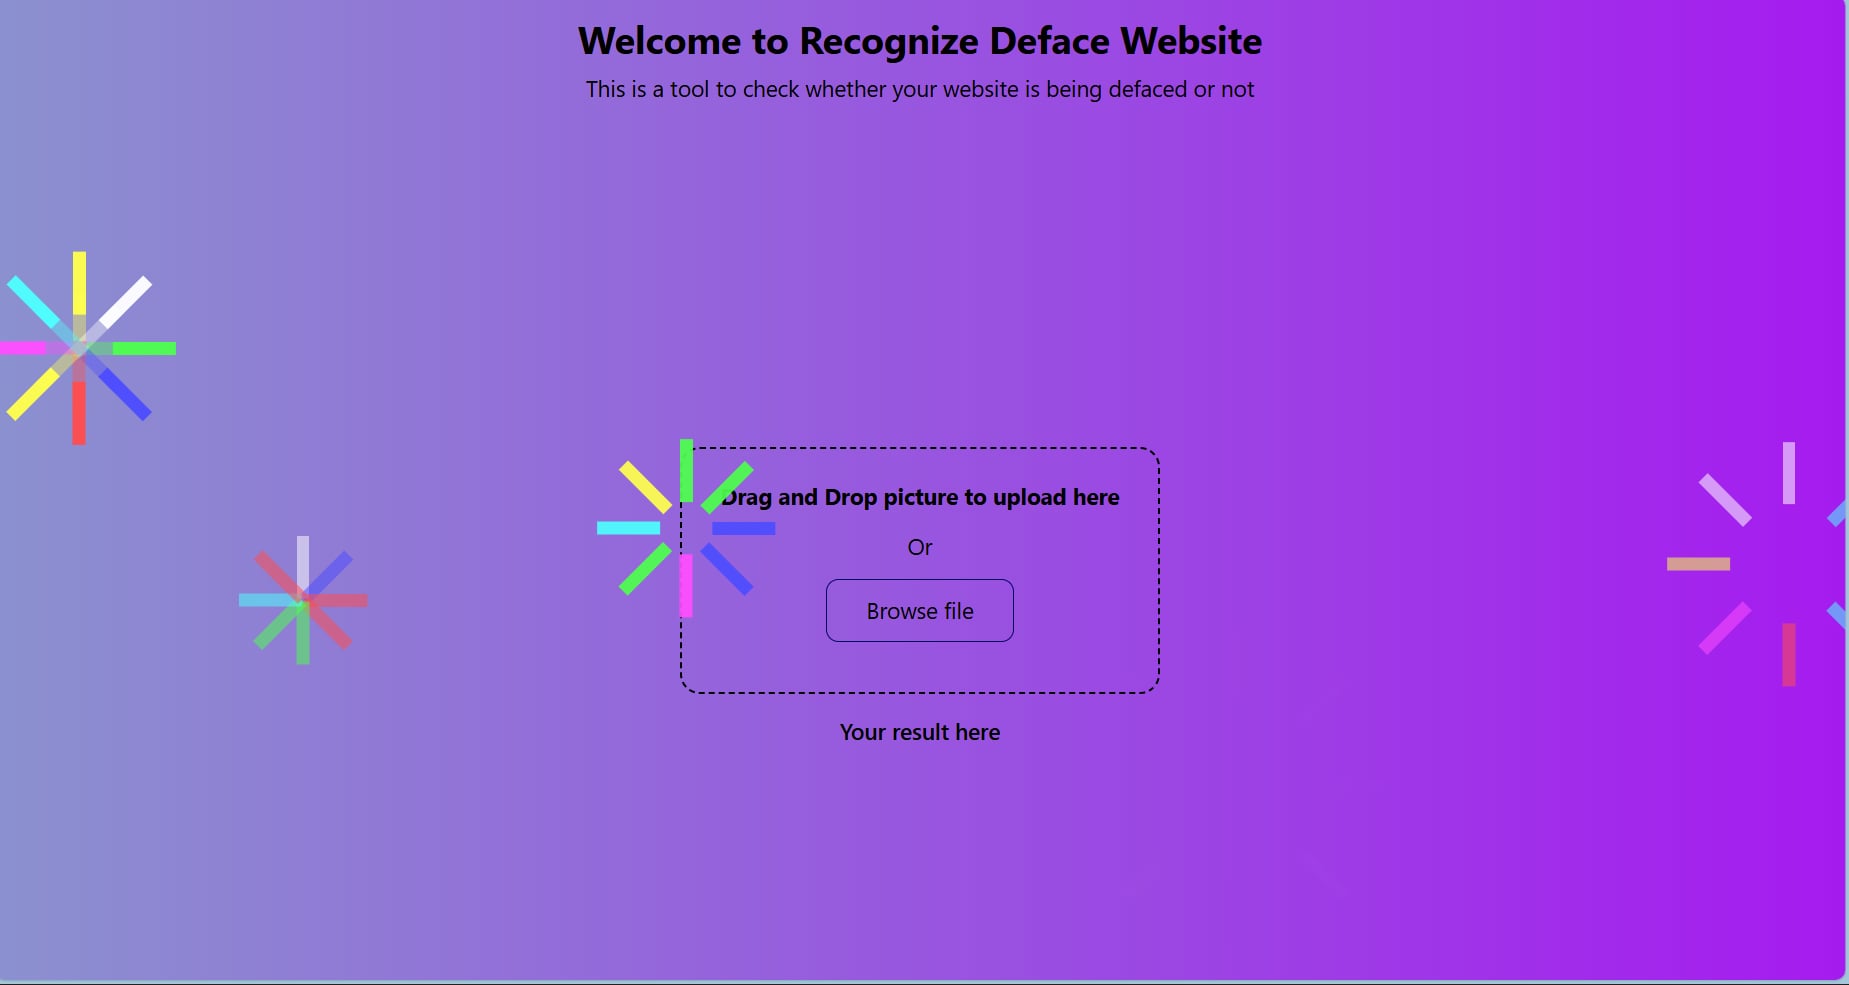 Welcome to Recognize Deface Website
This is a tool to check whether your website is being defaced or not
Drag and Drop picture to upload here
Or
Browse file
Your result here